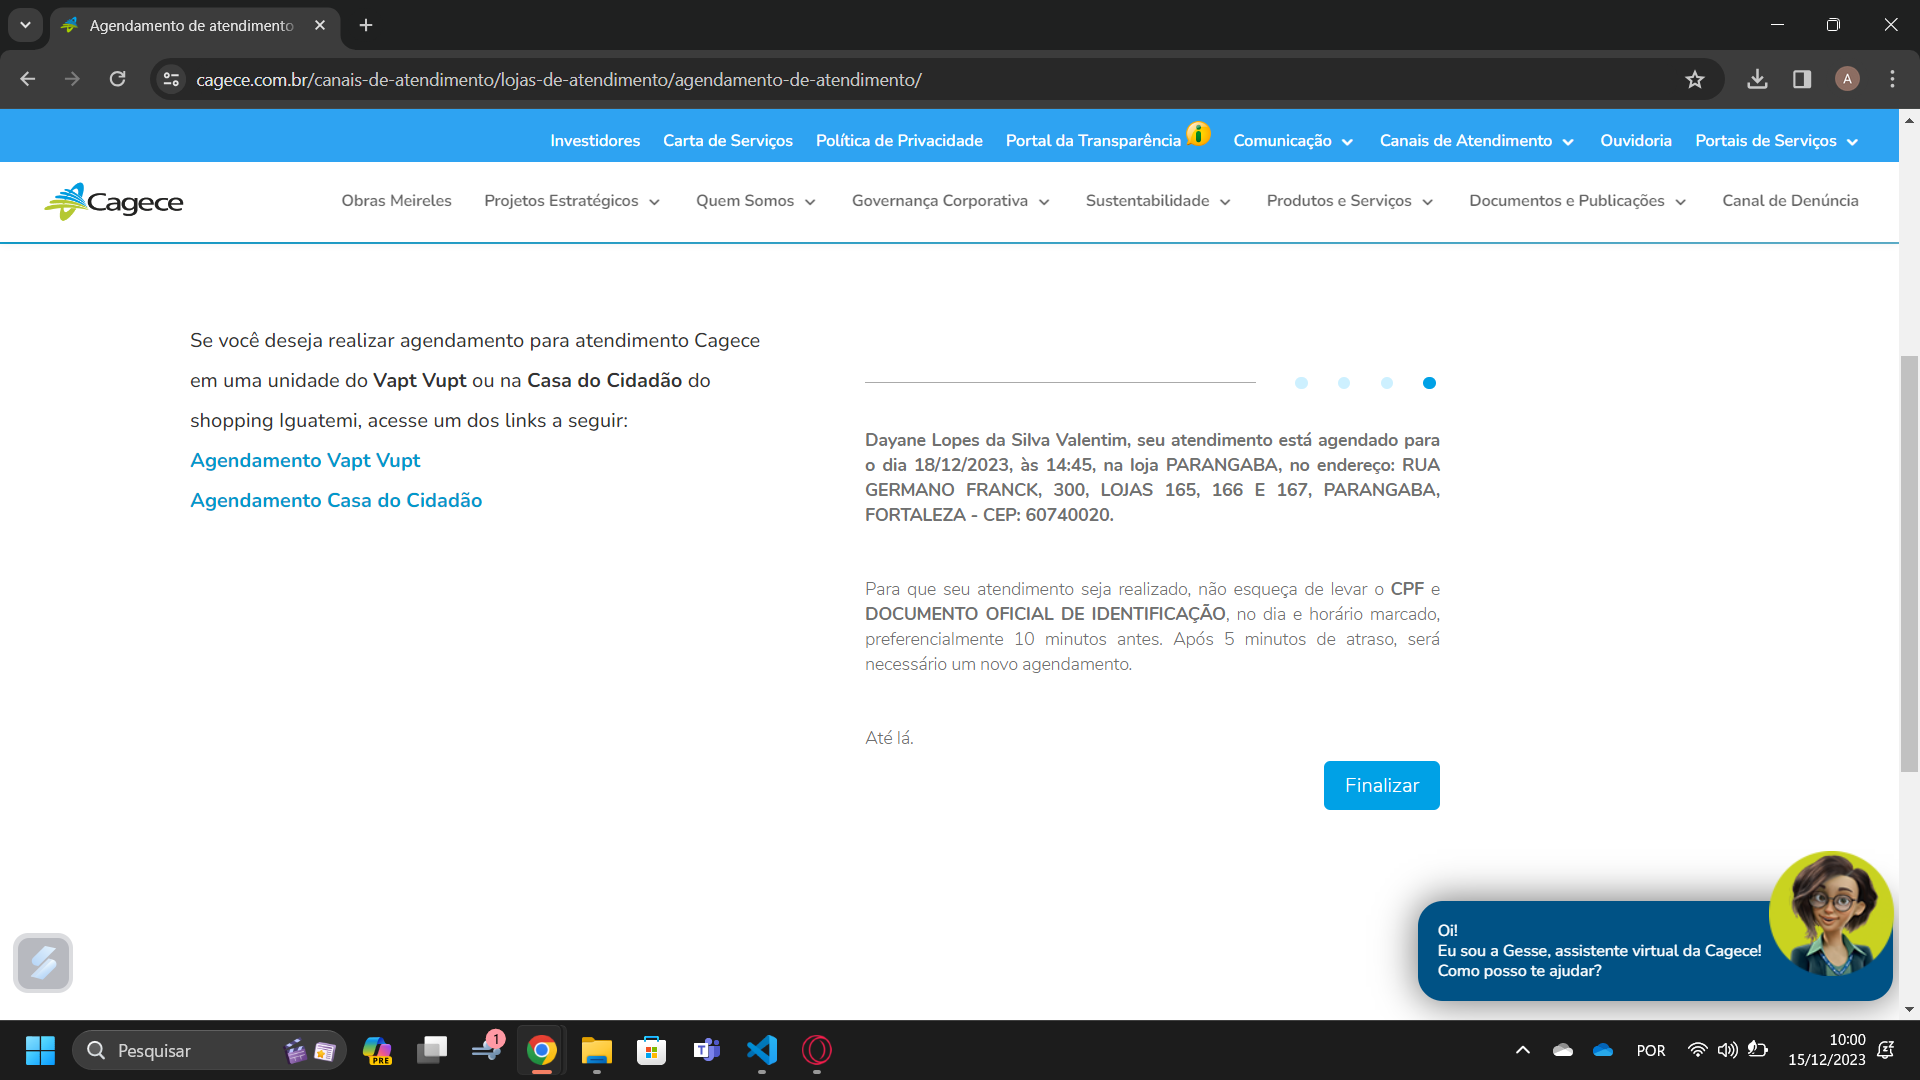 Agendamento de atendimento
cagece.com.br/canais-de-atendimento/lojas-de-atendimento/agendamento-de-atendimento/
A
Investidores Carta de Serviços Política de Privacidade Portal da Transparência i Comunicação Canais de Atendimento Ouvidoria Portais de Serviços
Cagece Obras Meireles Projetos Estratégicos Quem Somos Governança Corporativa Sustentabilidade Produtos e Serviços Documentos e Publicações Canal de Denúncia
Se você deseja realizar agendamento para atendimento Cagece
em uma unidade do Vapt Vupt ou na Casa do Cidadão do
shopping Iguatemi, acesse um dos links a seguir:
Agendamento Vapt Vupt
Agendamento Casa do Cidadão
Dayane Lopes da Silva Valentim, seu atendimento está agendado para
o dia 18/12/2023, às 14:45, na loja PARANGABA, no endereço: RUA
GERMANO FRANCK, 300, LOJAS 165, 166 E 167, PARANGABA,
FORTALEZA - CEP: 60740020.
Para que seu atendimento seja realizado, não esqueça de levar o CPF e
DOCUMENTO OFICIAL DE IDENTIFICAÇÃO, no dia e horário marcado,
preferencialmente 10 minutos antes. Após 5 minutos de atraso, será
necessário um novo agendamento.
Até lá.
Finalizar
Oi!
Eu sou a Gesse, assistente virtual da Cagece!
Como posso te ajudar?
Pesquisar
PRE
1
POR
10:00
15/12/2023